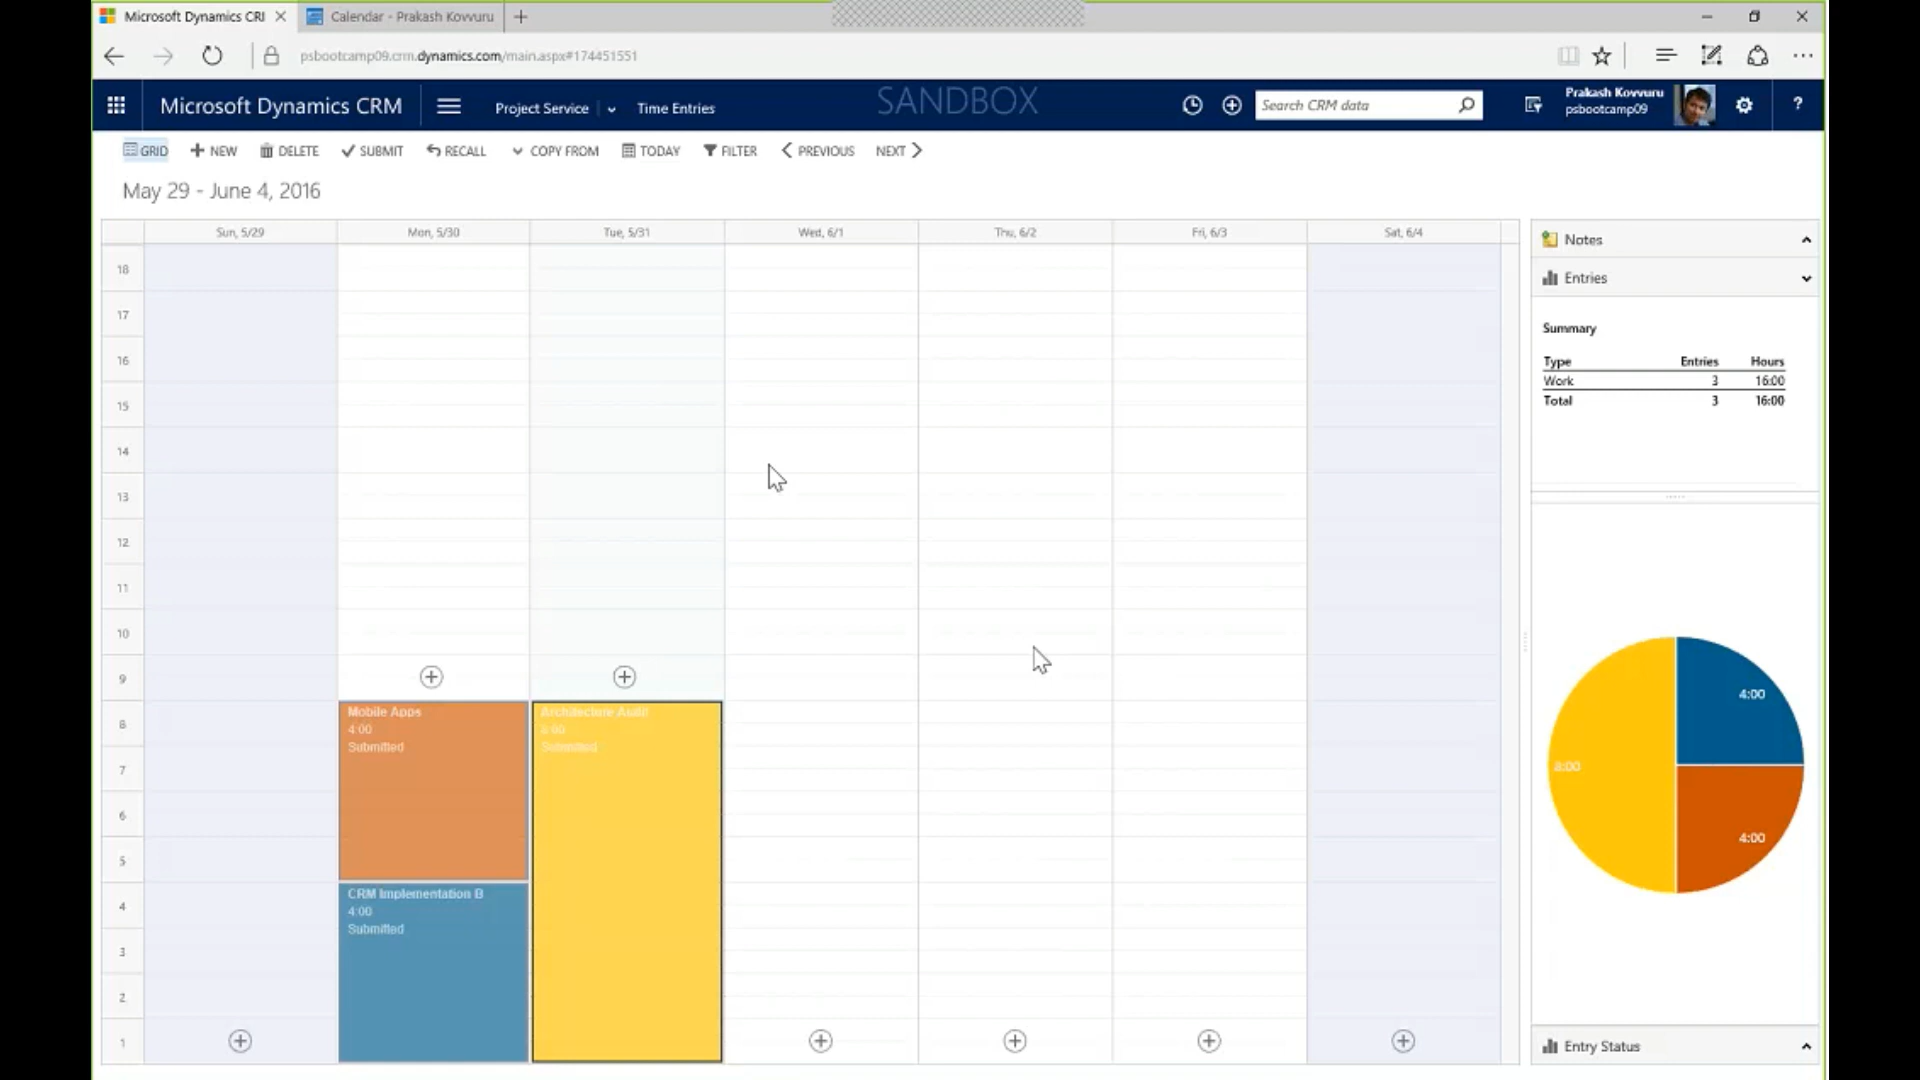 Microsoft Dynamics CRI
Calendar - Prakash Kovvuru
psbootcamp09.crm.dynamics.com/main.aspx#174451551
Microsoft Dynamics CRM
Project Service
Time Entries
SANDBOX
Search CRM data
Prakash Kovvuru
psbootcamp09
?
GRID
NEW
DELETE
SUBMIT
RECALL
COPY FROM
TODAY
FILTER
PREVIOUS
NEXT
May 29 - June 4, 2016
Sun, 5/29
Mon, 5/30
Tue, 5/31
Wed, 6/1
Thu, 6/2
Fri, 6/3
Sat, 6/4
18
17
16
15
14
13
12
11
10
9
8
7
6
5
4
3
2
1
Mobile Apps
4:00
Submitted
CRM Implementation B
4:00
Submitted
Architecture Audit
8:00
Submitted
Notes
Entries
Summary
Type Entries Hours
Work 3 16:00
Total 3 16:00
4:00
8:00
4:00
Entry Status